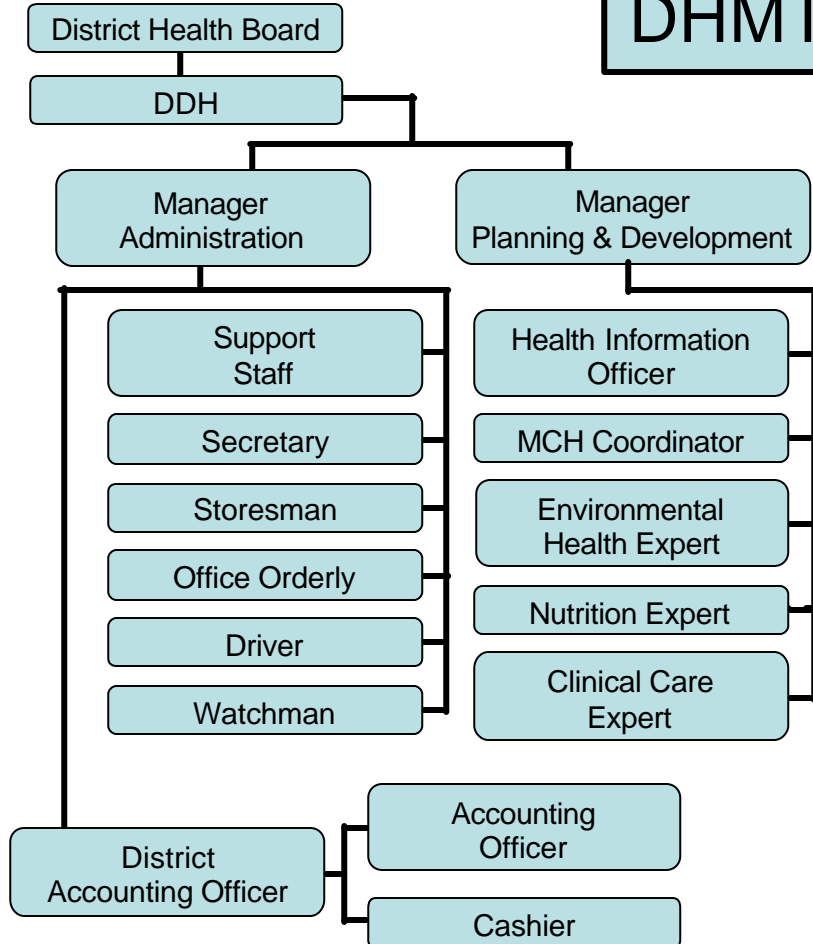 DHMT
District Health Board
DDH
Manager
Administration
Manager
Planning & Development
Support
Staff
Secretary
Storesman
Office Orderly
Driver
Watchman
Health Information
Officer
MCH Coordinator
Environmental
Health Expert
Nutrition Expert
Clinical Care
Expert
District
Accounting Officer
Accounting
Officer
Cashier